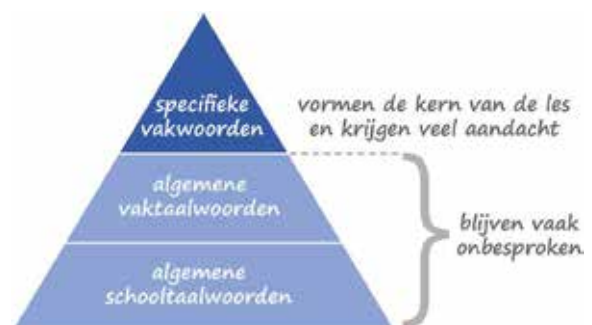 specifieke
vakwoorden
vormen de kern van de les
en krijgen veel aandacht
algemene
vaktaalwoorden
blijven vaak
onbesproken
algemene
schooltaalwoorden